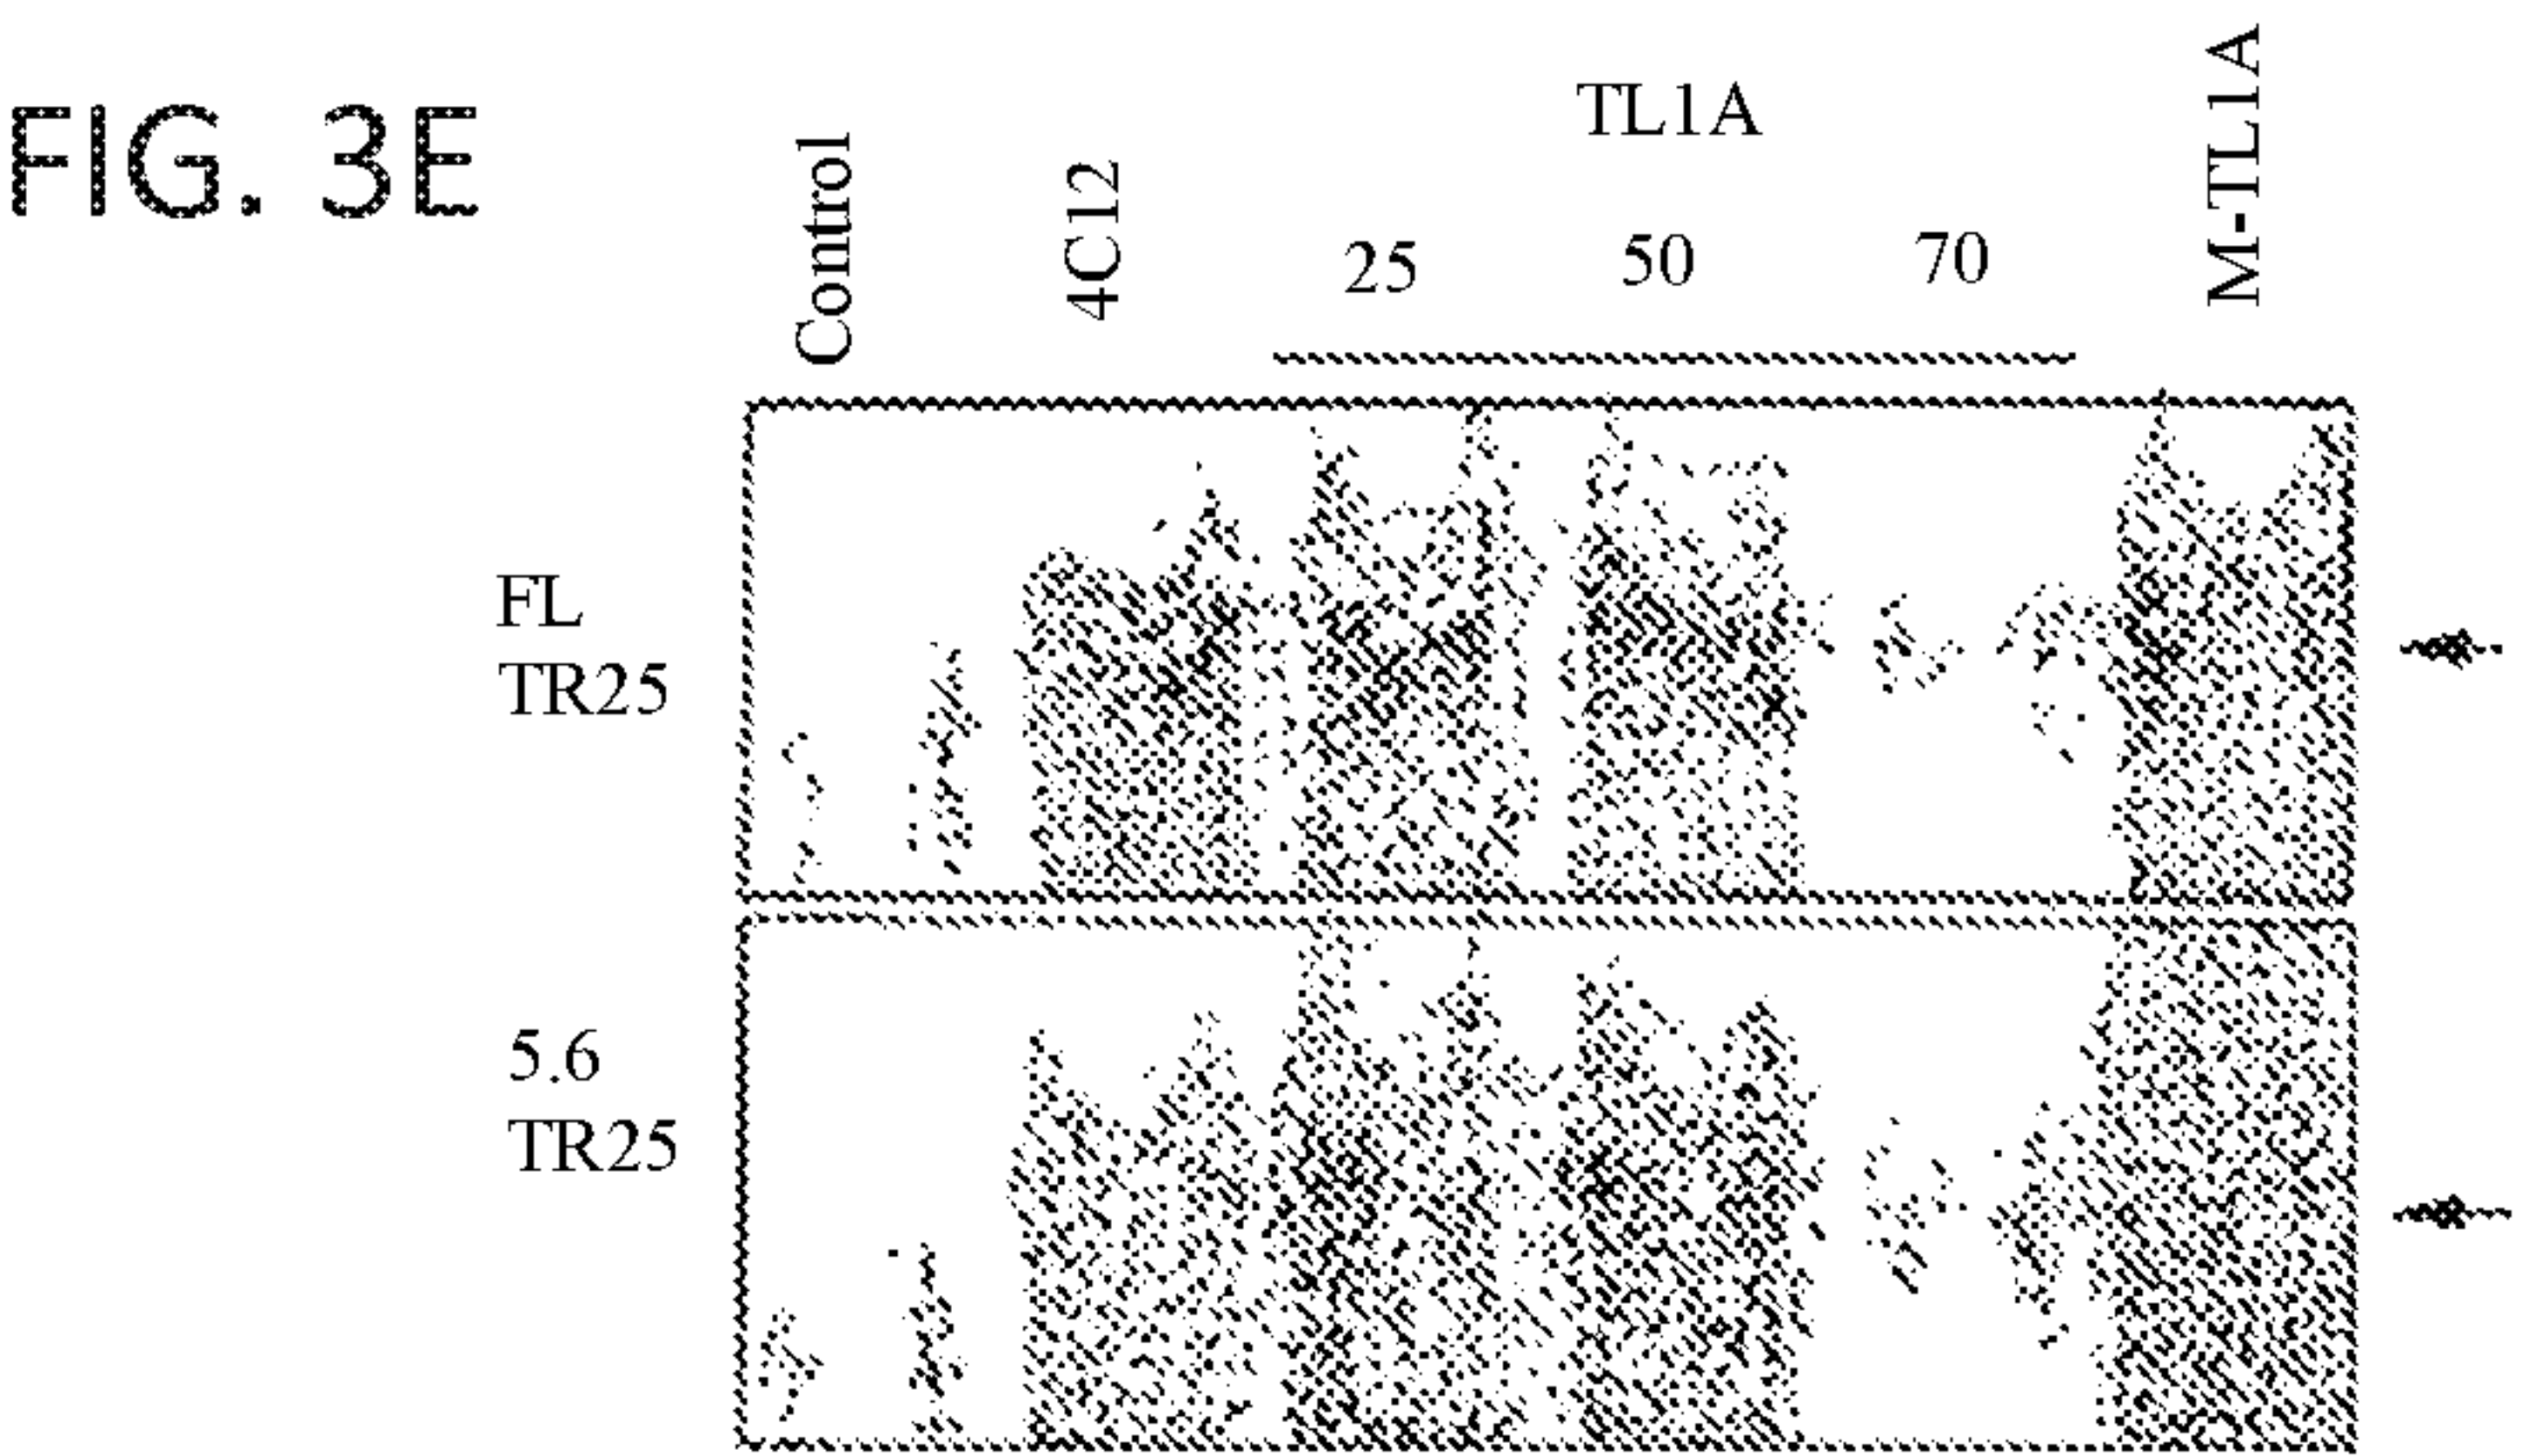 FIG. 3E
Control
4C12
TL1A
25 50 70
M-TL1A
FL
TR25
5.6
TR25